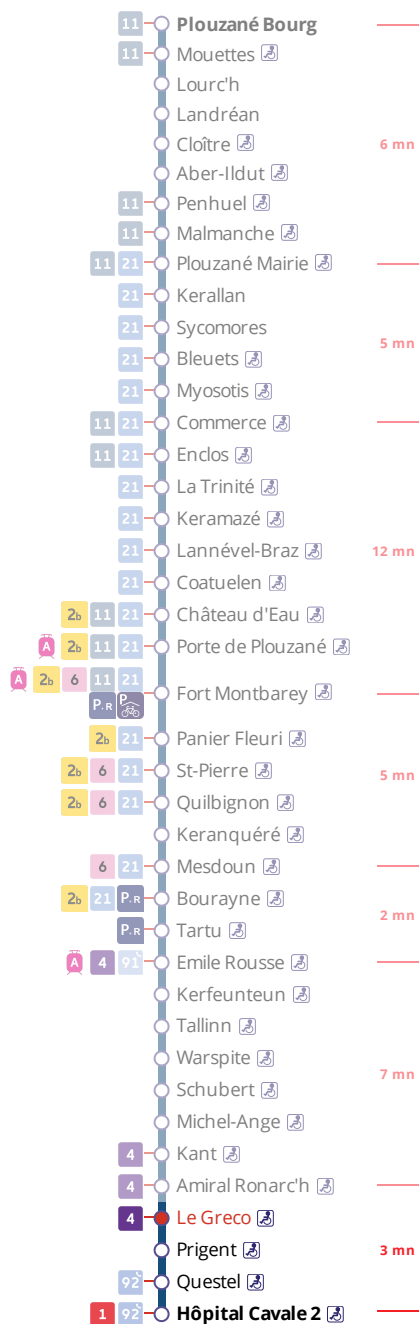 11 Plouzané Bourg
11 Mouettes
Lourc'h
Landréan
Cloître
6 mn
Aber-Ildut
11 Penhuel
11 Malmanche
11 21 Plouzané Mairie
21 Kerallan
21 Sycomores
5 mn
21 Bleuets
21 Myosotis
11 21 Commerce
11 21 Enclos
21 La Trinité
21 Keramazé
21 Lannével-Braz
12 mn
21 Coatuelen
2b 11 21 Château d'Eau
A 2b 11 21 Porte de Plouzané
A 2b 6 11 21
P.R P Fort Montbarey
2b 21 Panier Fleuri
2b 6 21 St-Pierre
5 mn
2b 6 21 Quilbignon
Keranquéré
6 21 Mesdoun
2b 21 P.R Bourayne
2 mn
P.R Tartu
A 4 91 Emile Rousse
Kerfeunteun
Tallinn
Warspite
7 mn
Schubert
Michel-Ange
4 Kant
4 Amiral Ronarc'h
4 Le Greco
Prigent
3 mn
92 Questel
1 92 Hôpital Cavale 2